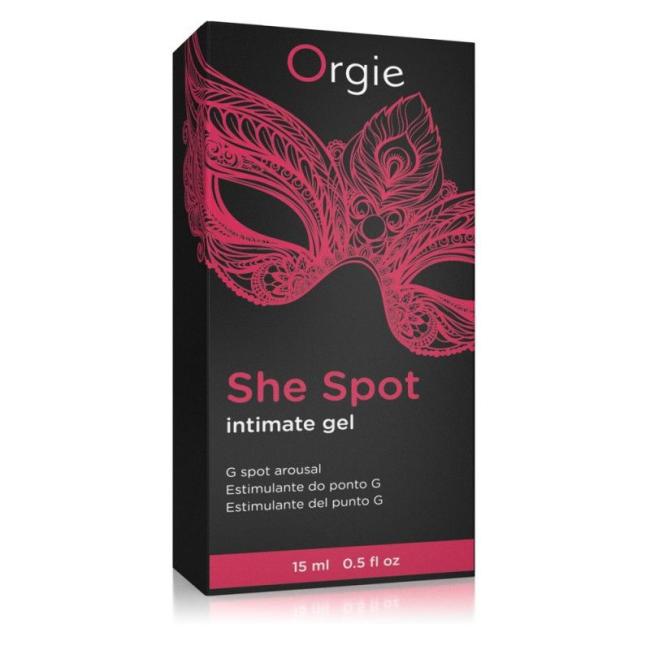 Orgie
She Spot
intimate gel
G spot arousal
Estimulante do ponto G
Estimulante del punto G
15 ml 0.5 fl oz